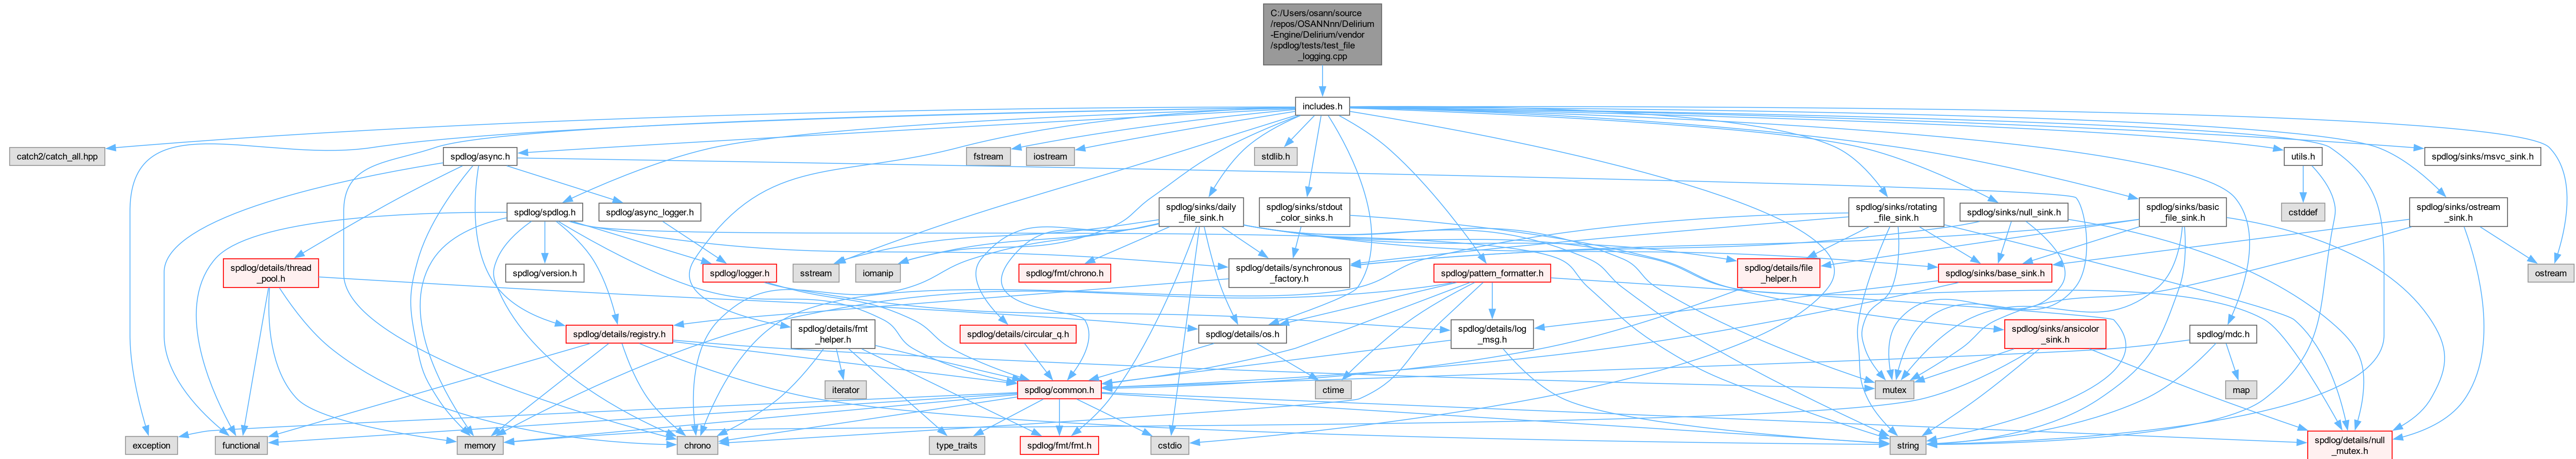 C:/Users/osann/source
/repos/OSANNnn/Delirium
-Engine/Delirium/vendor
/spdlog/tests/test_file
_logging.cpp
includes.h
catch2/catch_all.hpp
spdlog/async.h
fstream
iostream
stdlib.h
utils.h
spdlog/sinks/msvc_sink.h
spdlog/spdlog.h
spdlog/async_logger.h
spdlog/sinks/daily
_file_sink.h
spdlog/sinks/stdout
_color_sinks.h
spdlog/sinks/rotating
_file_sink.h
spdlog/sinks/null_sink.h
spdlog/sinks/basic
_file_sink.h
cstddef
spdlog/sinks/ostream
_sink.h
spdlog/details/thread
_pool.h
spdlog/version.h
spdlog/logger.h
sstream
iomanip
spdlog/fmt/chrono.h
spdlog/details/synchronous
_factory.h
spdlog/pattern_formatter.h
spdlog/details/file
_helper.h
spdlog/sinks/base_sink.h
ostream
spdlog/details/registry.h
spdlog/details/fmt
_helper.h
spdlog/details/circular_q.h
spdlog/details/os.h
spdlog/details/log
_msg.h
spdlog/sinks/ansicolor
_sink.h
spdlog/mdc.h
iterator
spdlog/common.h
ctime
mutex
map
exception
functional
memory
chrono
type_traits
spdlog/fmt/fmt.h
cstdio
string
spdlog/details/null
_mutex.h